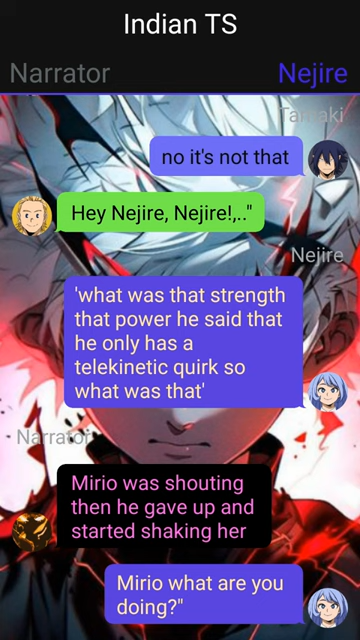 Indian TS
Narrator
Nejire
Tamaki
no it's not that
Hey Nejire, Nejire!,.."
Nejire
'what was that strength
that power he said that
he only has a
telekinetic quirk so
what was that'
Narrator
Mirio was shouting
then he gave up and
started shaking her
Mirio what are you
doing?"